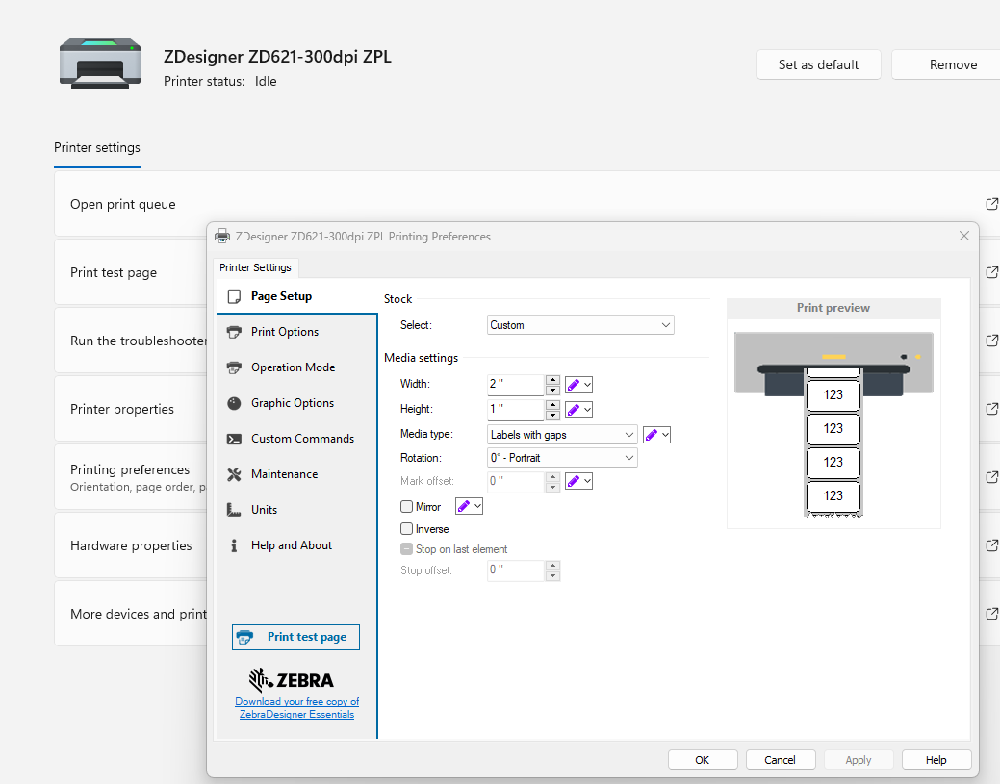 ZDesigner ZD621-300dpi ZPL
Printer status: Idle
Set as default
Remove
Printer settings
Open print queue
Print test page
Run the troubleshooter
Printer properties
Printing preferences
Orientation, page order, p
Hardware properties
More devices and print
ZDesigner ZD621-300dpi ZPL Printing Preferences
Printer Settings
Page Setup
Print Options
Operation Mode
Graphic Options
Custom Commands
Maintenance
Units
Help and About
Print test page
ZEBRA
Download your free copy of
ZebraDesigner Essentials
Stock
Select: Custom
Media settings
Width: 2 "
Height: 1 "
Media type: Labels with gaps
Rotation: 0° - Portrait
Mark offset: 0 "
Mirror
Inverse
Stop on last element
Stop offset: 0 "
Print preview
123
123
123
123
OK
Cancel
Apply
Help